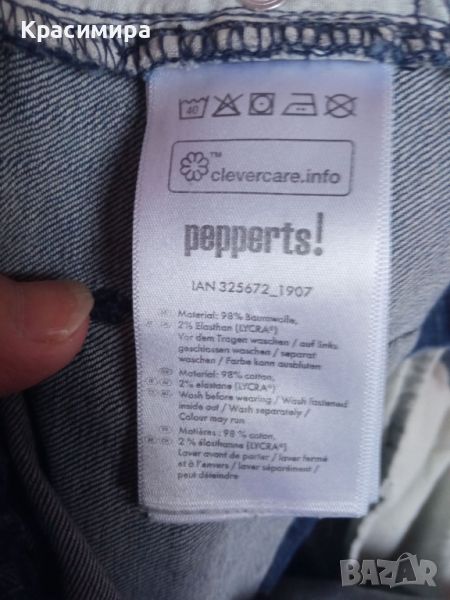 Красимира
40
clevercare.info
TM
pepperts!
IAN 325672_1907
Material: 98% Baumwolle,
2% Elasthan (LYCRA®)
Vor dem Tragen waschen / auf links
geschlossen waschen / separat
waschen / Farbe kann ausbluten
Material: 98% cotton,
2% elastane (LYCRA®)
Wash before wearing / Wash fastened
inside out / Wash separately /
Colour may run
Matières: 98 % coton,
2 % élasthanne (LYCRA®)
Laver avant de porter / laver fermé
et à l'envers / laver séparément /
peut déteindre
BAZAR